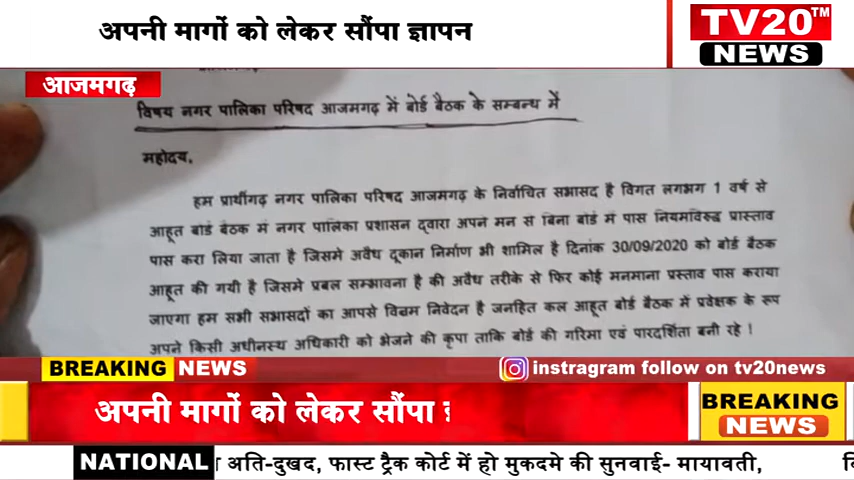 अपनी मागों को लेकर सौंपा ज्ञापन
TV20™
NEWS
आजमगढ़
विषय नगर पालिका परिषद आजमगढ़ में बोर्ड बैठक के सम्बन्ध में
महोदय,
हम प्रार्थीगढ़ नगर पालिका परिषद आजमगढ़ के निर्वाचित सभासद है विगत लगभग 1 वर्ष से
आहूत बोर्ड बैठक में नगर पालिका प्रशासन द्वारा अपने मन से बिना बोर्ड में पास नियमविरुद्ध प्रास्ताव
पास करा लिया जाता है जिसमे अवैध दूकान निर्माण भी शामिल है दिनांक 30/09/2020 को बोर्ड बैठक
आहूत की गयी है जिसमे प्रबल सम्भावना है की अवैध तरीके से फिर कोई मनमाना प्रस्ताव पास कराया
जाएगा हम सभी सभासदों का आपसे विनम्र निवेदन है जनहित कल आहूत बोर्ड बैठक में प्रवेक्षक के रूप
अपने किसी अधीनस्थ अधिकारी को भेजने की कृपा ताकि बोर्ड की गरिमा एवं पारदर्शिता बनी रहे !
BREAKING NEWS
instragram follow on tv20news
अपनी मागों को लेकर सौंपा
BREAKING
NEWS
NATIONAL
अति-दुखद, फास्ट ट्रैक कोर्ट में हो मुकदमे की सुनवाई- मायावती,